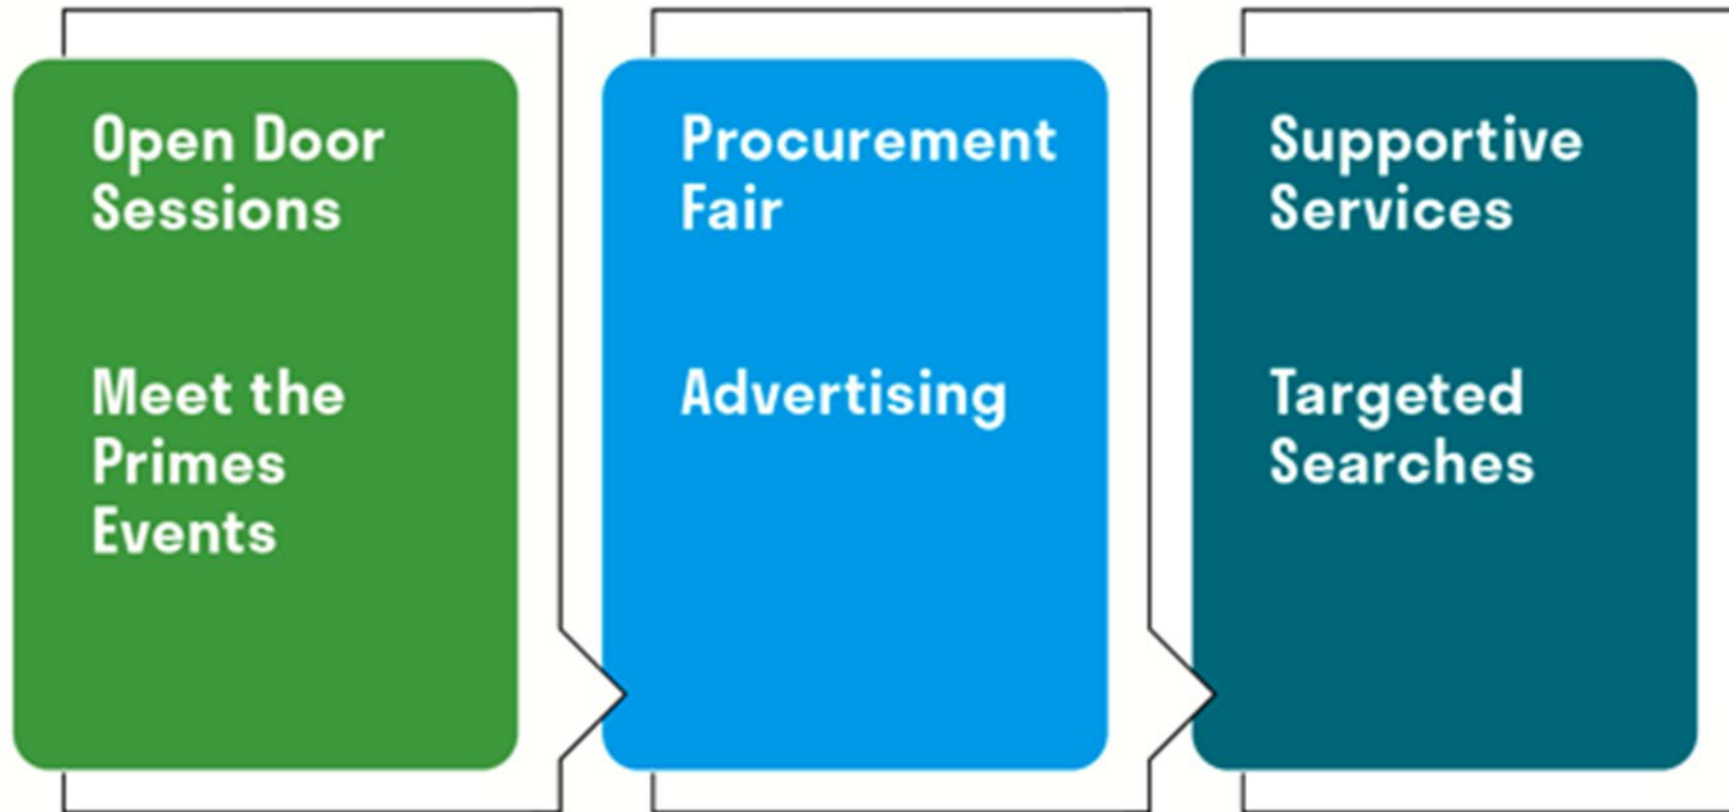 Open Door
Sessions
Meet the
Primes
Events
Procurement
Fair
Advertising
Supportive
Services
Targeted
Searches